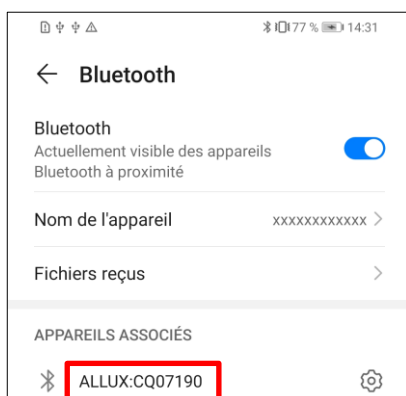 77 % 14:31
Bluetooth
Bluetooth
Actuellement visible des appareils
Bluetooth à proximité
Nom de l'appareil xxxxxxxxxxxx
Fichiers reçus
APPAREILS ASSOCIÉS
ALLUX:CQ07190